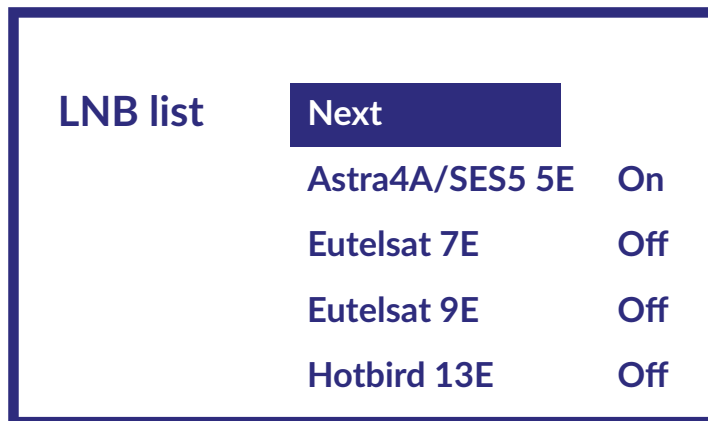 LNB list Next
Astra4A/SES5 5E On
Eutelsat 7E Off
Eutelsat 9E Off
Hotbird 13E Off